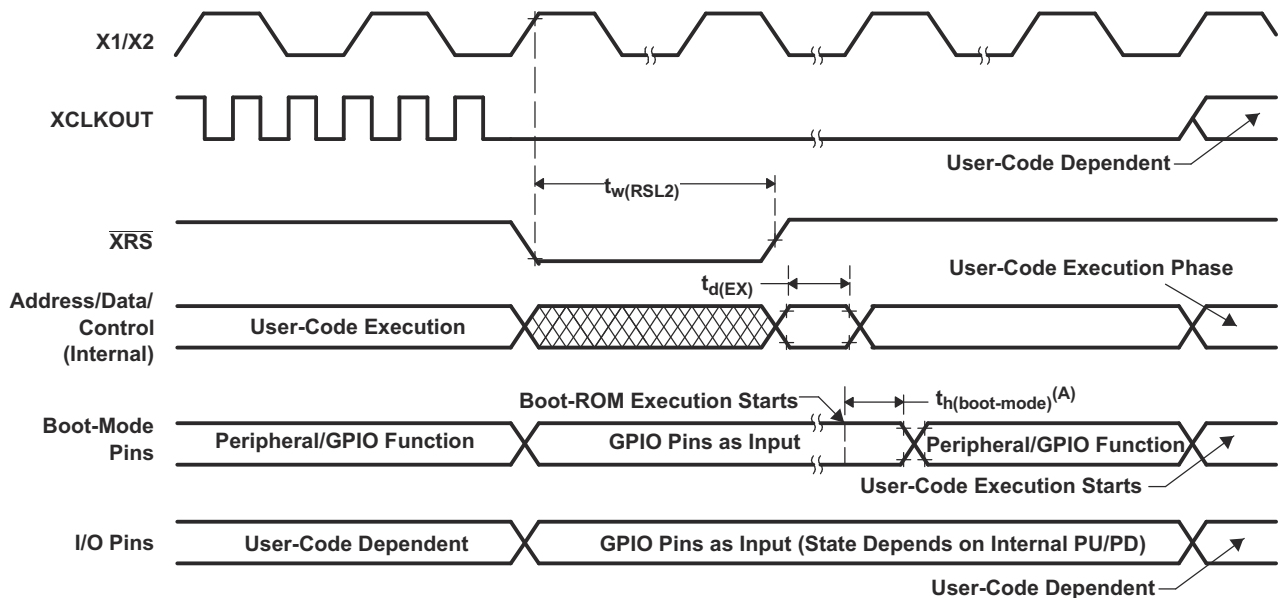 X1/X2
XCLKOUT
User-Code Dependent
tw(RSL2)
XRS
User-Code Execution Phase
td(EX)
Address/Data/
Control
(Internal)
User-Code Execution
Boot-ROM Execution Starts
th(boot-mode)(A)
Boot-Mode
Pins
Peripheral/GPIO Function
GPIO Pins as Input
Peripheral/GPIO Function
User-Code Execution Starts
I/O Pins
User-Code Dependent
GPIO Pins as Input (State Depends on Internal PU/PD)
User-Code Dependent